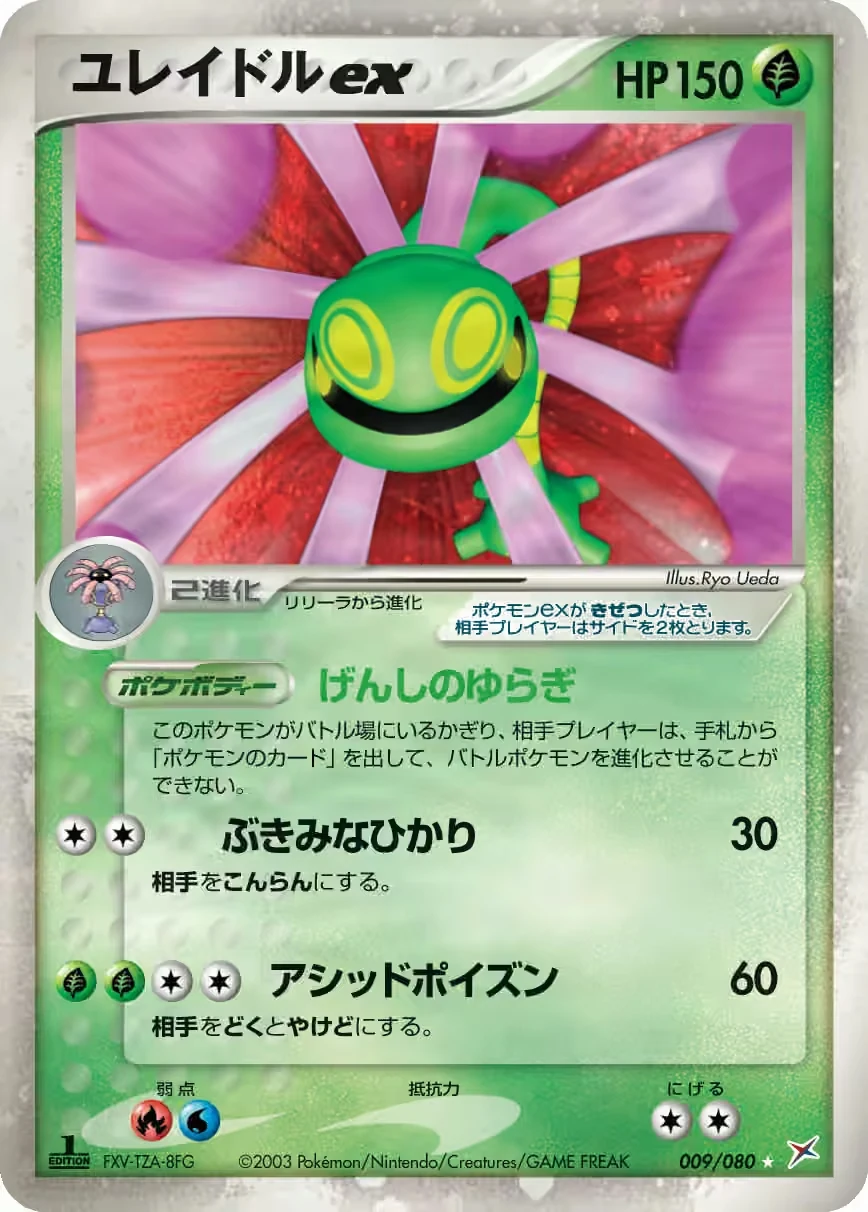 ユレイドルex HP150
Illus.Ryo Ueda
己進化 リリーラから進化
ポケモンexが きぜつしたとき、
相手プレイヤーはサイドを2枚とります。
ポケボディー げんしのゆらぎ
このポケモンがバトル場にいるかぎり、相手プレイヤーは、手札から
「ポケモンのカード」を出して、バトルポケモンを進化させることが
できない。
ぶきみなひかり 30
相手をこんらんにする。
アシッドポイズン 60
相手をどくとやけどにする。
弱点 抵抗力 にげる
1 EDITION FXV-TZA-8FG ©2003 Pokémon/Nintendo/Creatures/GAME FREAK 009/080 ★